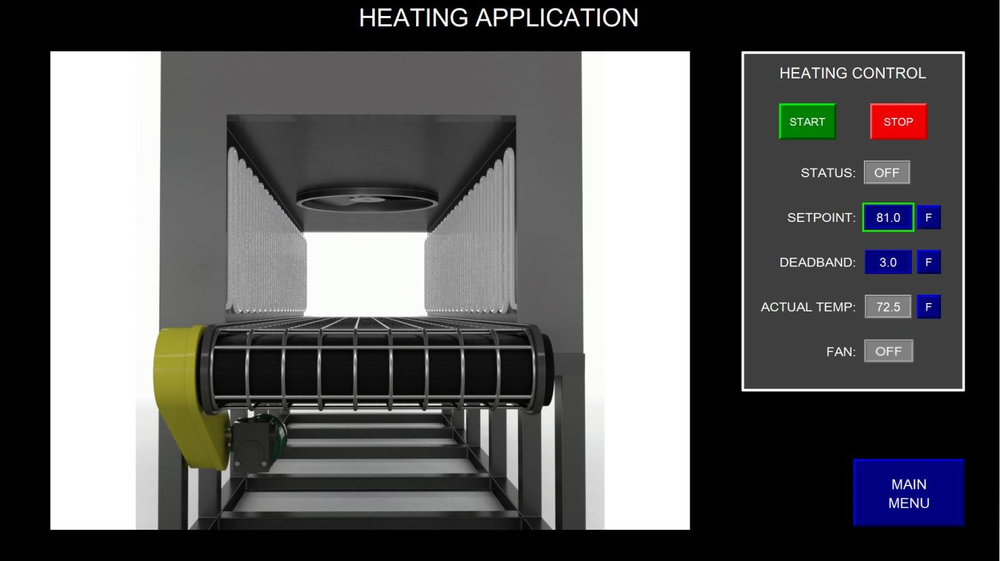 HEATING APPLICATION
HEATING CONTROL
START STOP
STATUS: OFF
SETPOINT: 81.0 F
DEADBAND: 3.0 F
ACTUAL TEMP: 72.5 F
FAN: OFF
MAIN
MENU